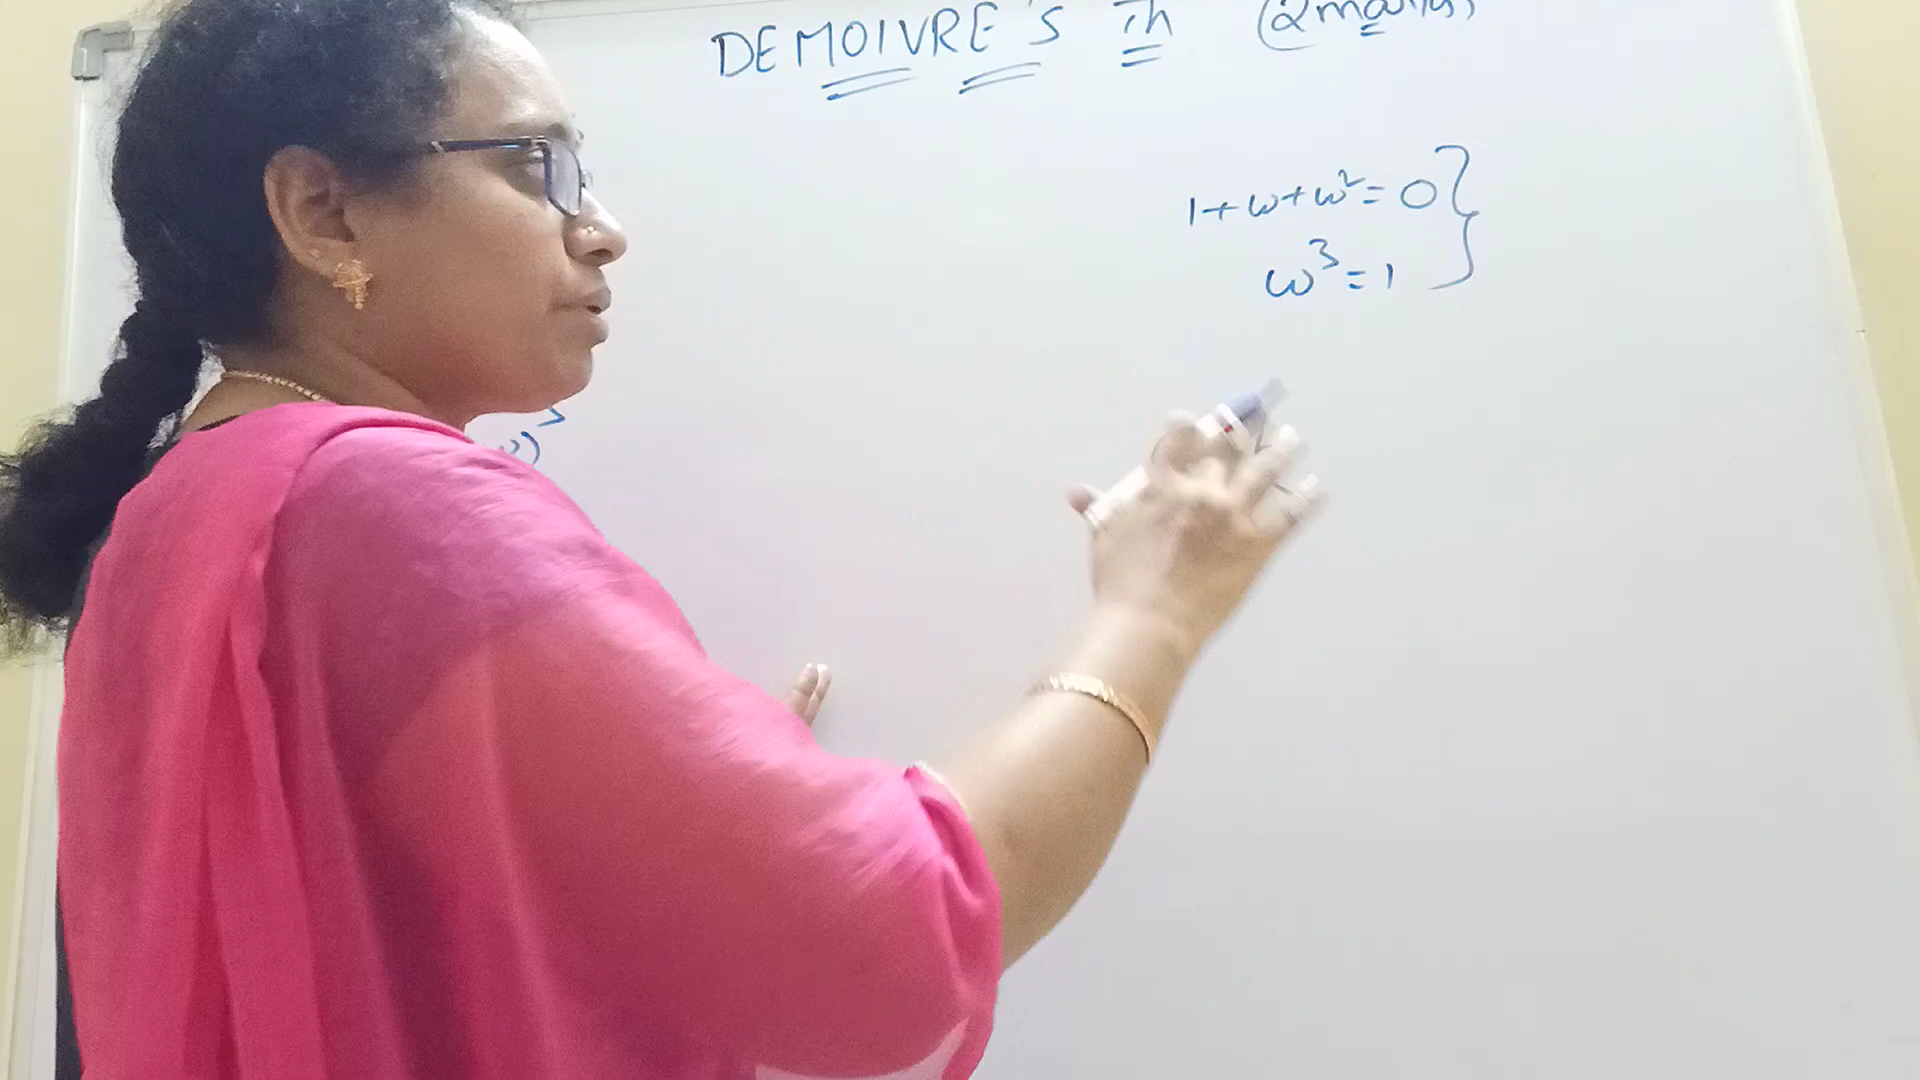 DEMOIVRE'S Th (2marks)
1+ω+ω²=0
ω³=1